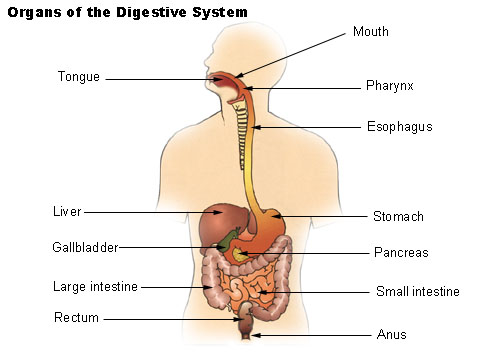 Organs of the Digestive System
Mouth
Tongue
Pharynx
Esophagus
Liver
Stomach
Gallbladder
Pancreas
Large intestine
Small intestine
Rectum
Anus